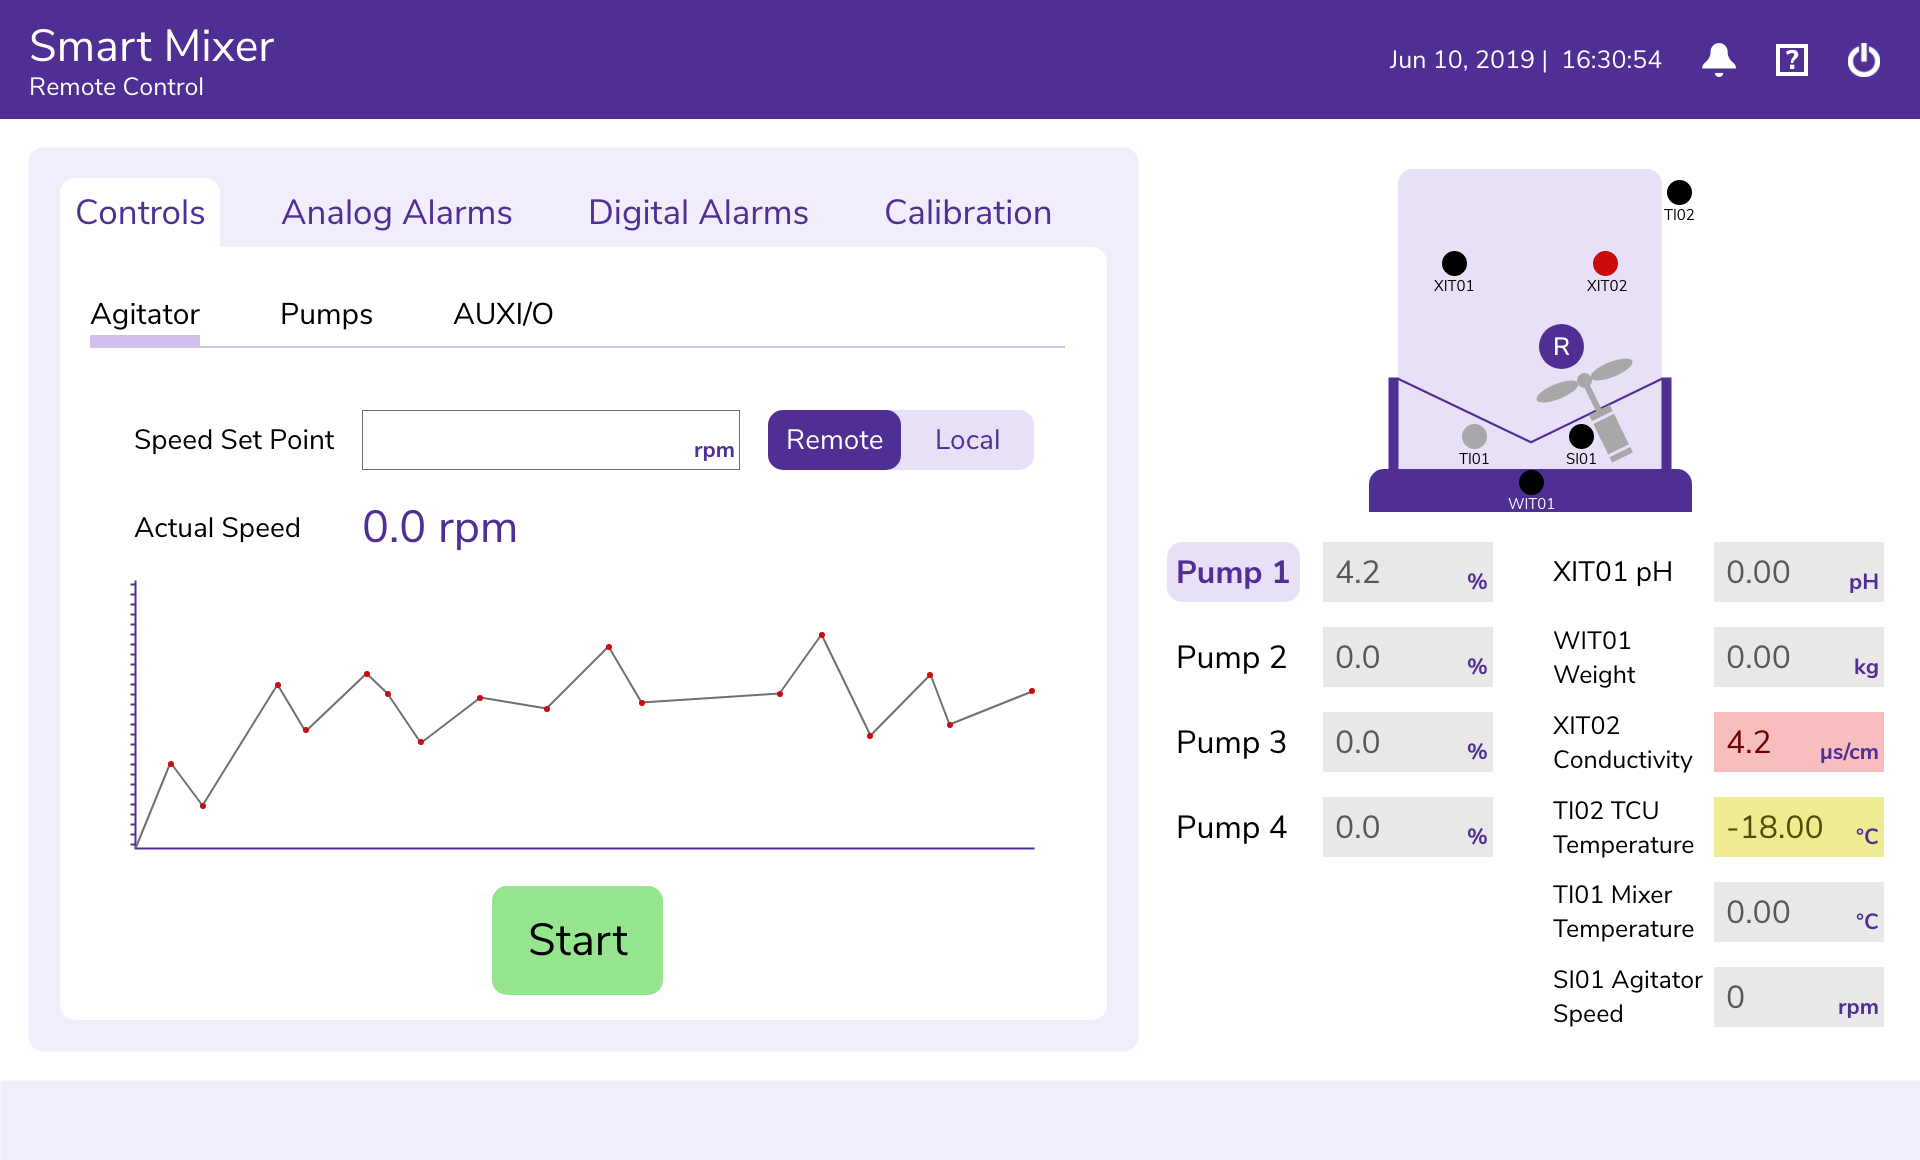 Smart Mixer
Remote Control
Jun 10, 2019 | 16:30:54
?
Controls
Analog Alarms
Digital Alarms
Calibration
Agitator
Pumps
AUXI/O
Speed Set Point
rpm
Remote
Local
Actual Speed
0.0 rpm
Start
TI02
XIT01
XIT02
R
TI01
SI01
WIT01
Pump 1
4.2 %
Pump 2
0.0 %
Pump 3
0.0 %
Pump 4
0.0 %
XIT01 pH
0.00 pH
WIT01
Weight
0.00 kg
XIT02
Conductivity
4.2 µs/cm
TI02 TCU
Temperature
-18.00 °C
TI01 Mixer
Temperature
0.00 °C
SI01 Agitator
Speed
0 rpm